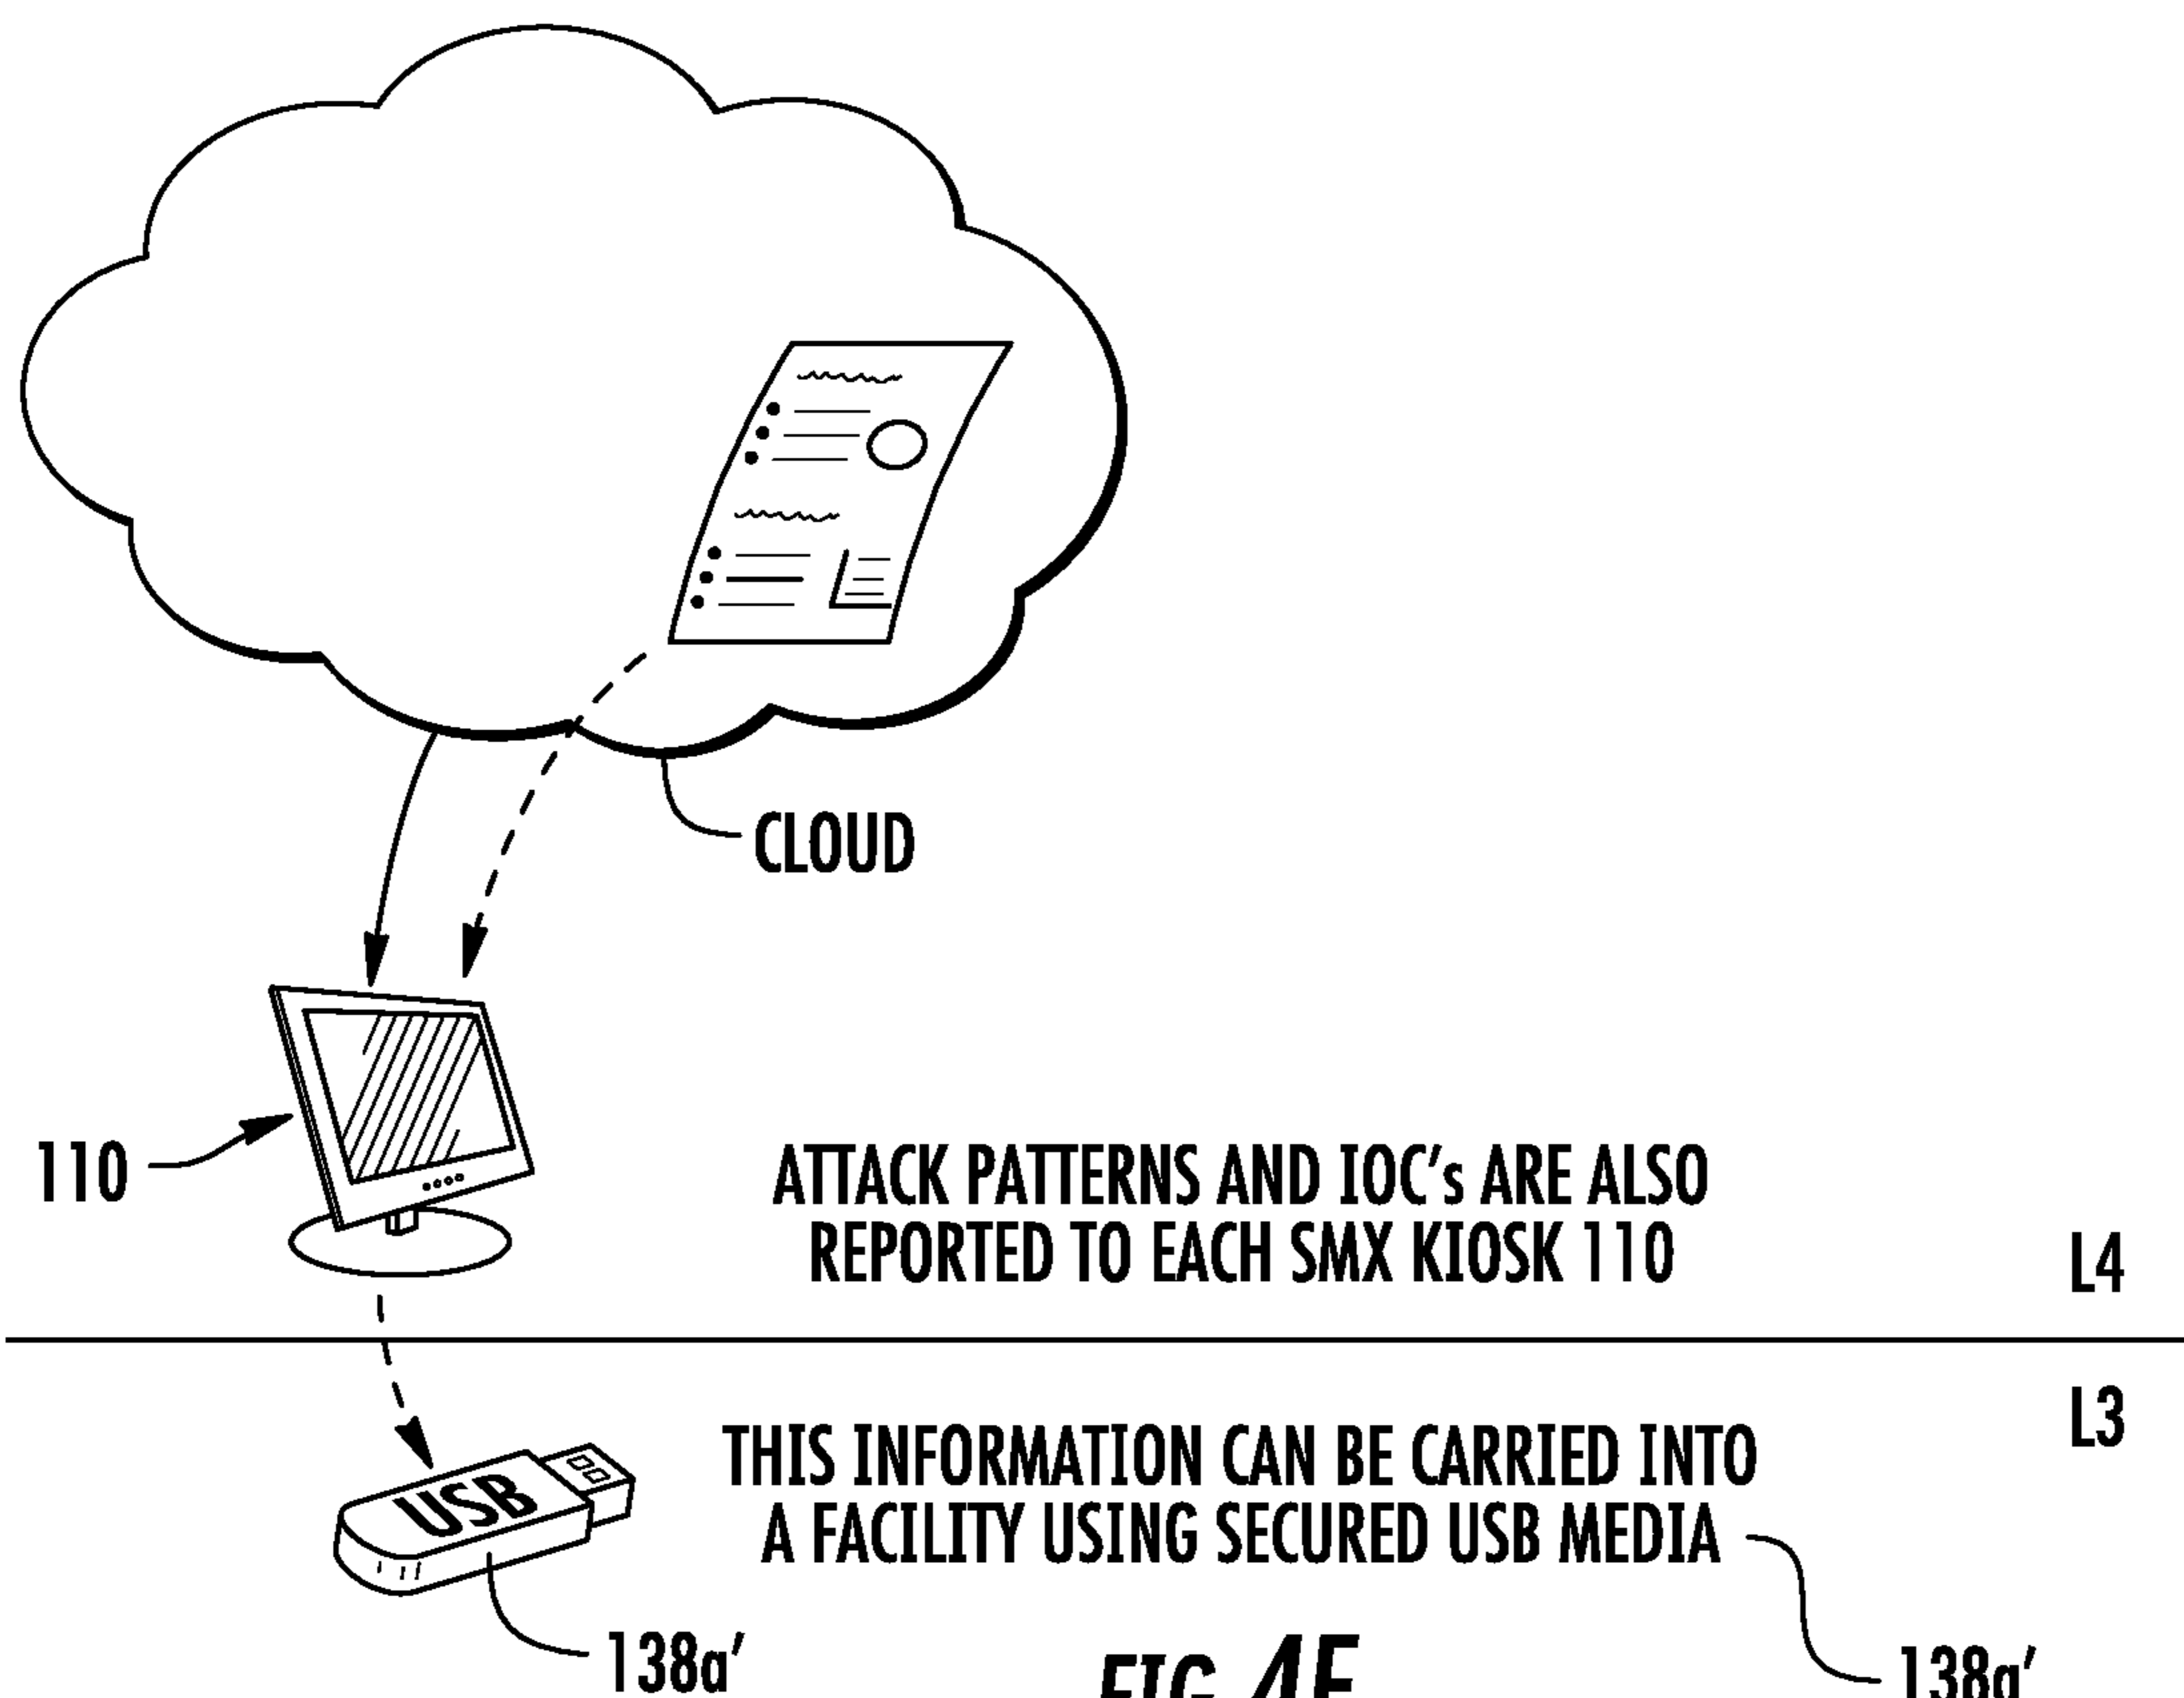 CLOUD
110
ATTACK PATTERNS AND IOC's ARE ALSO
REPORTED TO EACH SMX KIOSK 110
L4
L3
THIS INFORMATION CAN BE CARRIED INTO
A FACILITY USING SECURED USB MEDIA
USB
138a'
138a'
FIG.